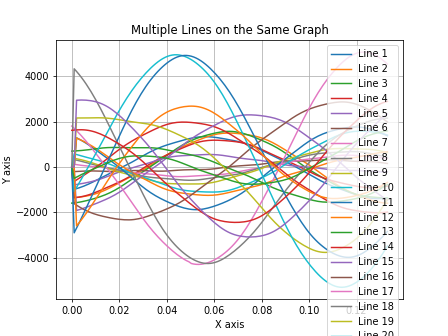 Multiple Lines on the Same Graph
Y axis
4000
2000
0
−2000
−4000
0.00
0.02
0.04
0.06
0.08
0.10
X axis
Line 1
Line 2
Line 3
Line 4
Line 5
Line 6
Line 7
Line 8
Line 9
Line 10
Line 11
Line 12
Line 13
Line 14
Line 15
Line 16
Line 17
Line 18
Line 19
Line 20